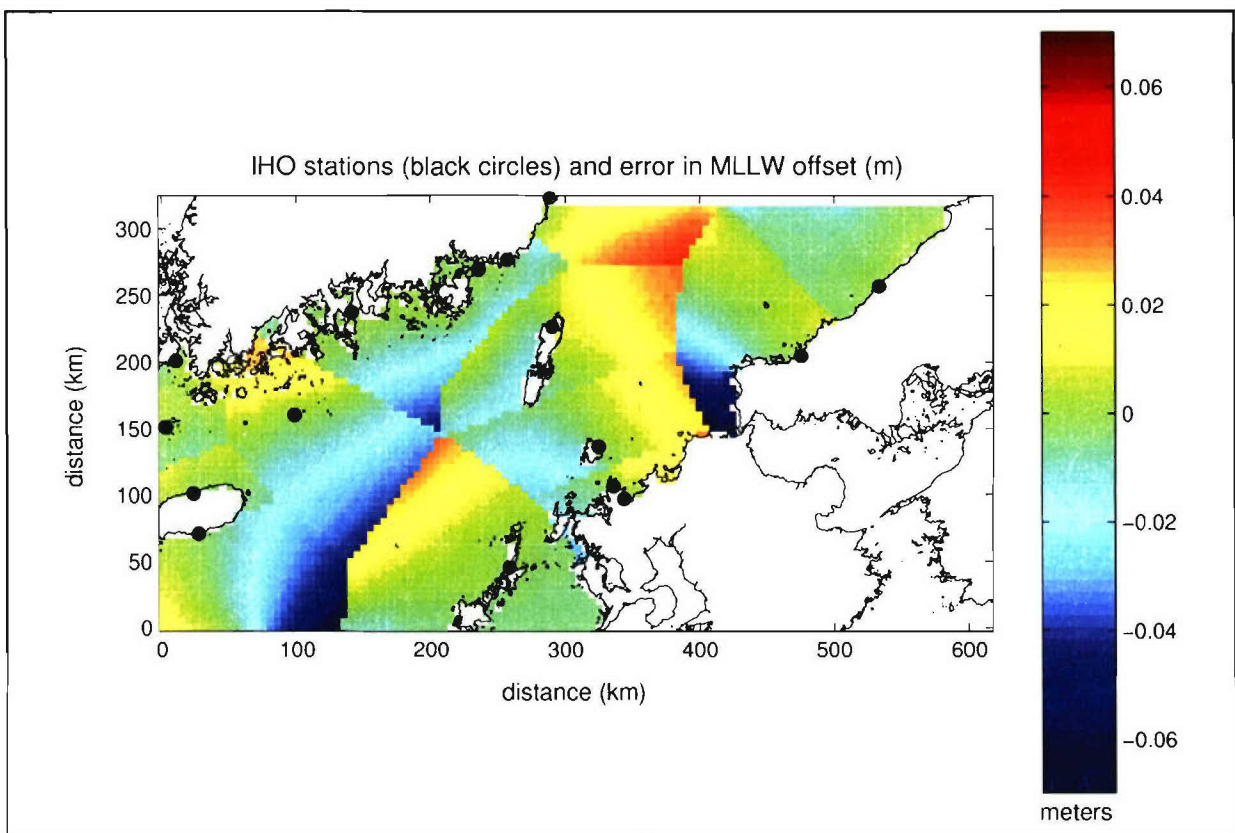 IHO stations (black circles) and error in MLLW offset (m)
300
250
200
150
100
50
0
distance (km)
0 100 200 300 400 500 600
distance (km)
0.06
0.04
0.02
0
−0.02
−0.04
−0.06
meters